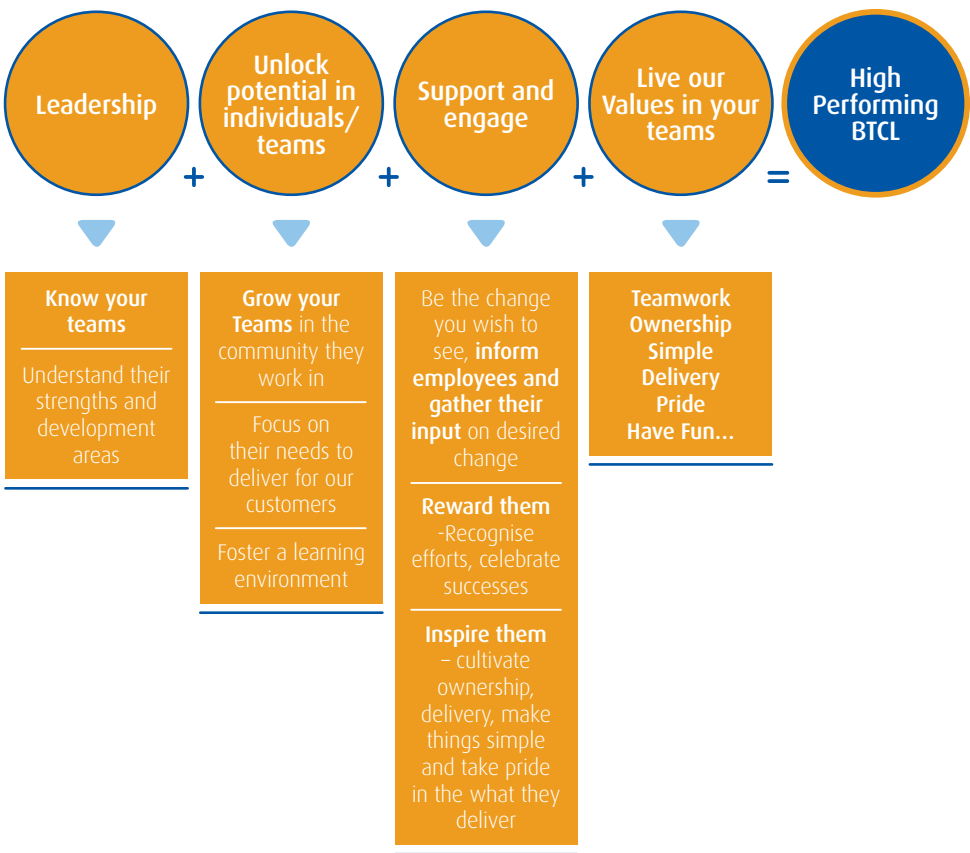 Leadership
Unlock
potential in
individuals/
teams
Support and
engage
Live our
Values in your
teams
High
Performing
BTCL
+
+
+
=
Know your
teams
Understand their
strengths and
development
areas
Grow your
Teams in the
community they
work in
Focus on
their needs to
deliver for our
customers
Foster a learning
environment
Be the change
you wish to
see, inform
employees and
gather their
input on desired
change
Reward them
-Recognise
efforts, celebrate
successes
Inspire them
– cultivate
ownership,
delivery, make
things simple
and take pride
in the what they
deliver
Teamwork
Ownership
Simple
Delivery
Pride
Have Fun...